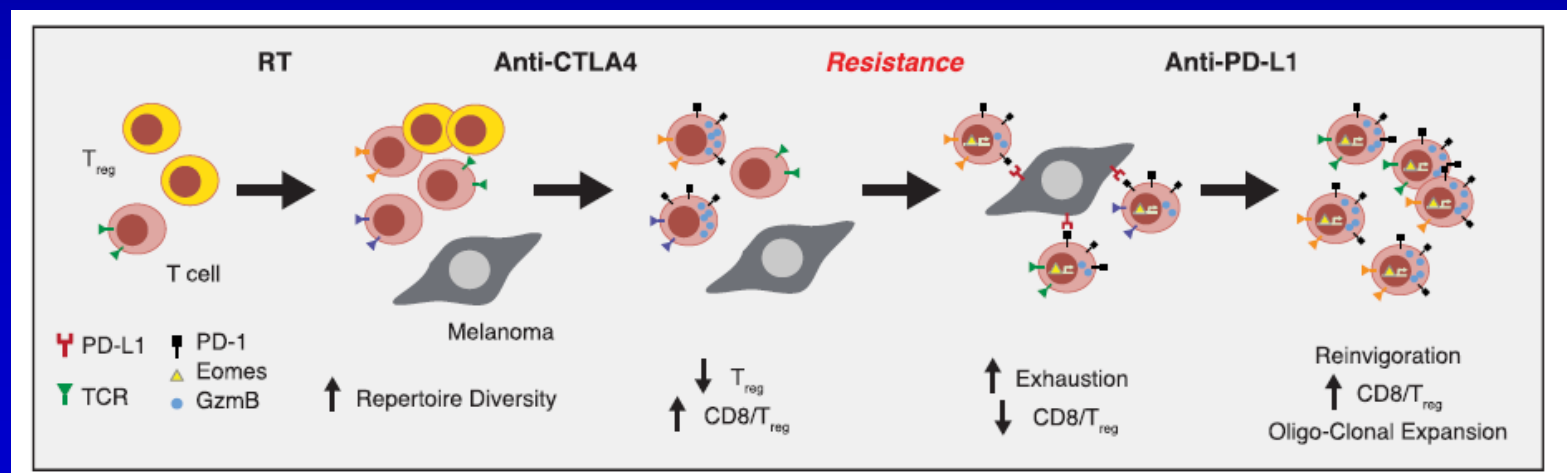 RT
Anti-CTLA4
Resistance
Anti-PD-L1
Treg
T cell
Melanoma
PD-L1
TCR
PD-1
Eomes
GzmB
↑ Repertoire Diversity
↓ Treg
↑ CD8/Treg
↑ Exhaustion
↓ CD8/Treg
Reinvigoration
↑ CD8/Treg
Oligo-Clonal Expansion